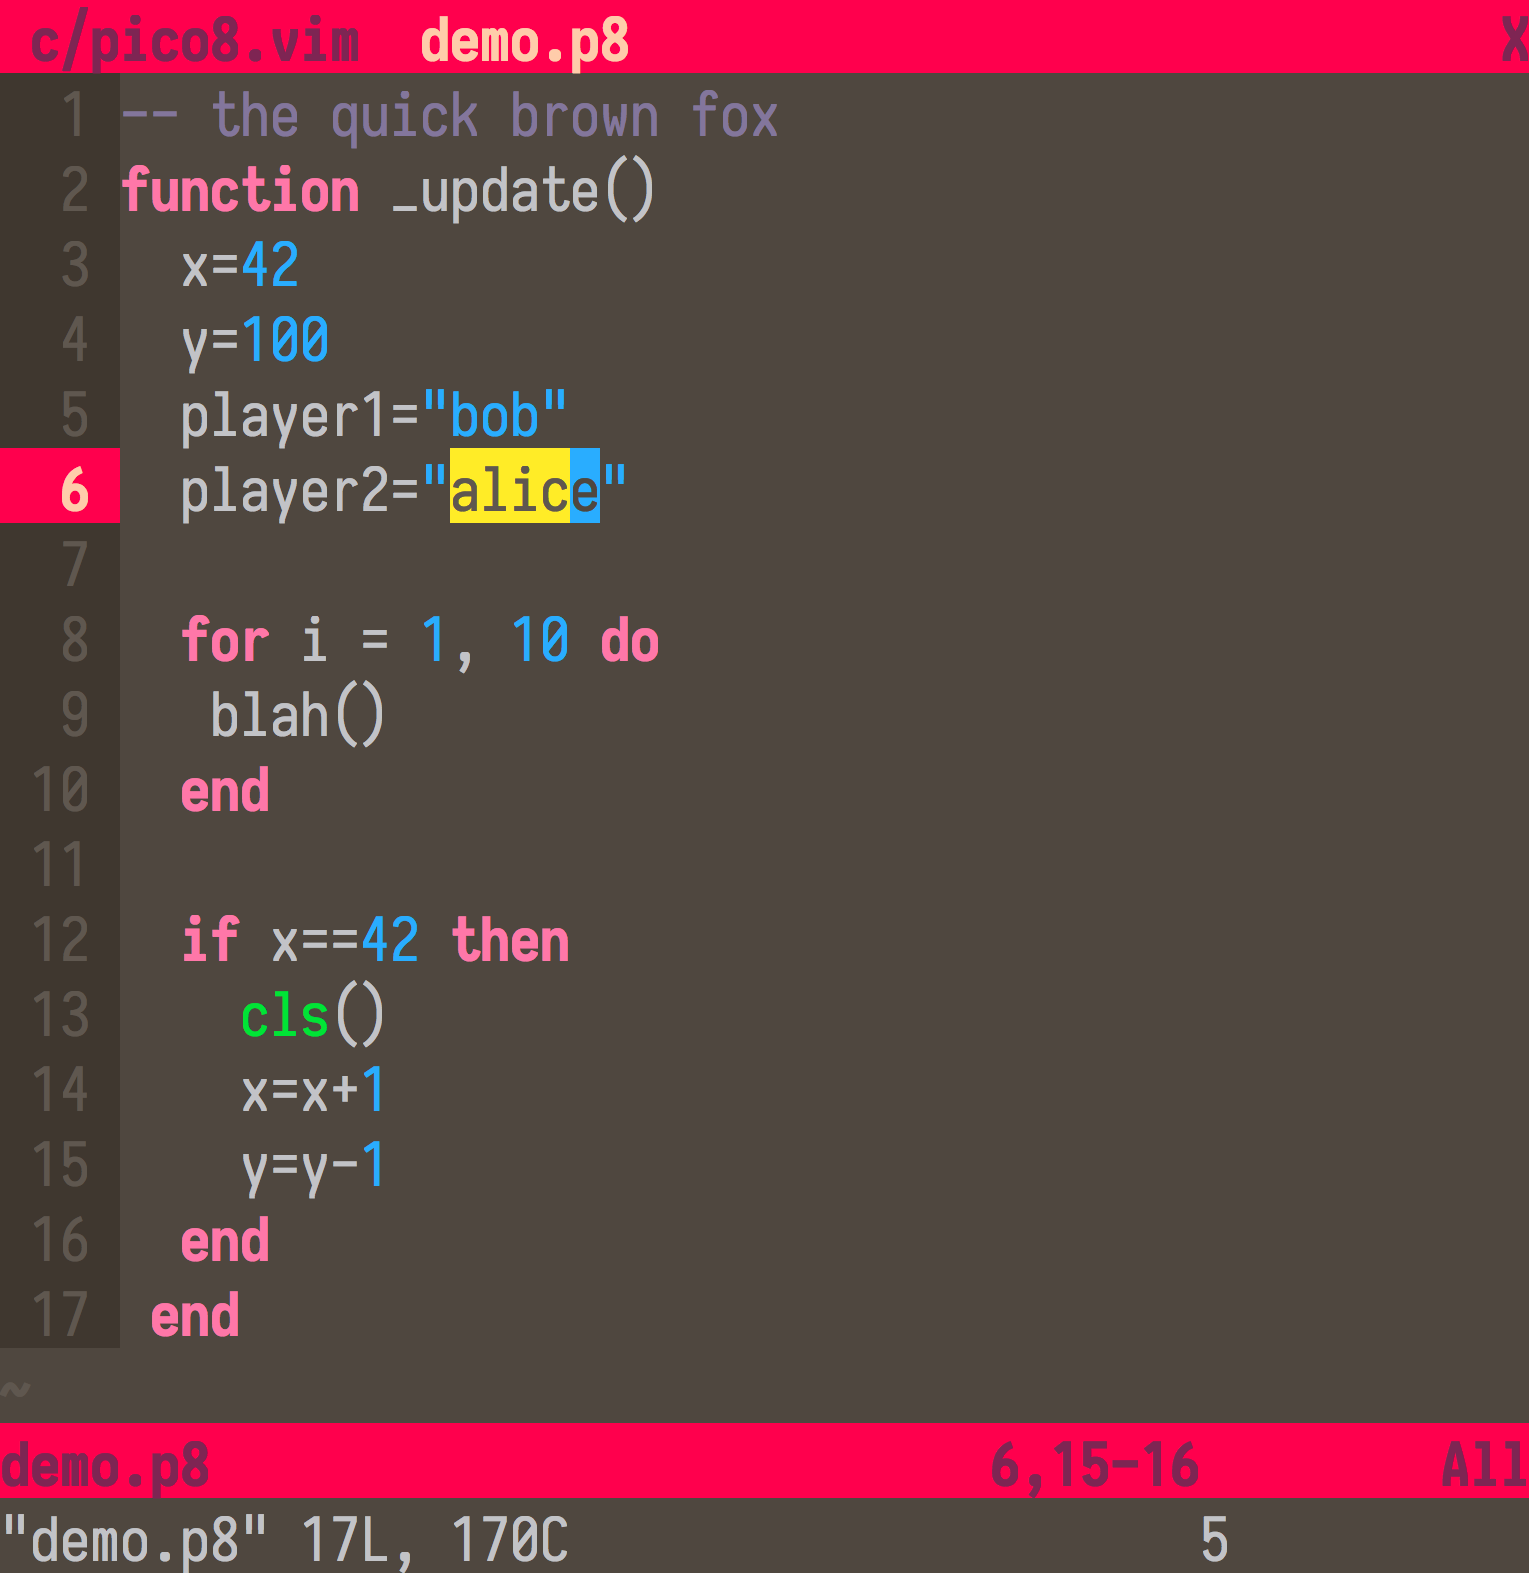 c/pico8.vim demo.p8 X
1 -- the quick brown fox
2 function _update()
3   x=42
4   y=100
5   player1="bob"
6   player2="alice"
7
8   for i = 1, 10 do
9    blah()
10   end
11
12   if x==42 then
13     cls()
14     x=x+1
15     y=y-1
16   end
17  end
~
demo.p8 6,15-16 All
"demo.p8" 17L, 170C 5